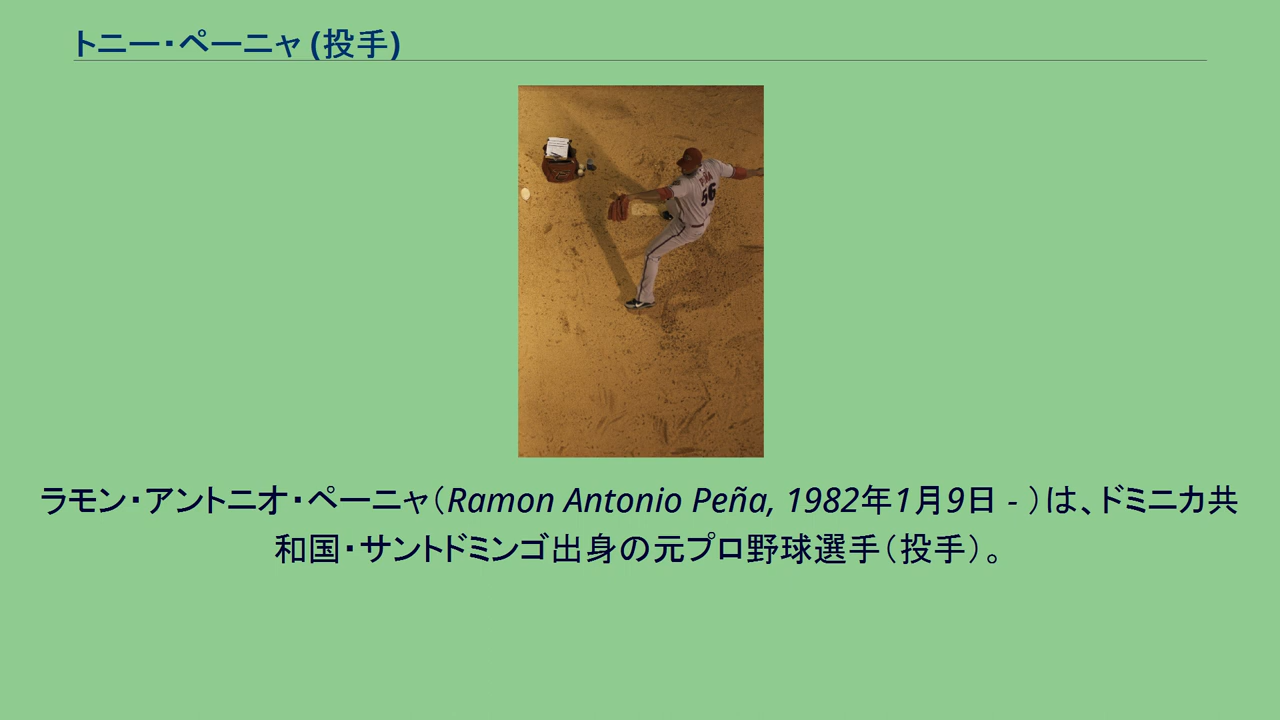 トニー・ペーニャ (投手)
PEÑA
56
ラモン・アントニオ・ペーニャ（Ramon Antonio Peña, 1982年1月9日 - ）は、ドミニカ共
和国・サントドミンゴ出身の元プロ野球選手（投手）。